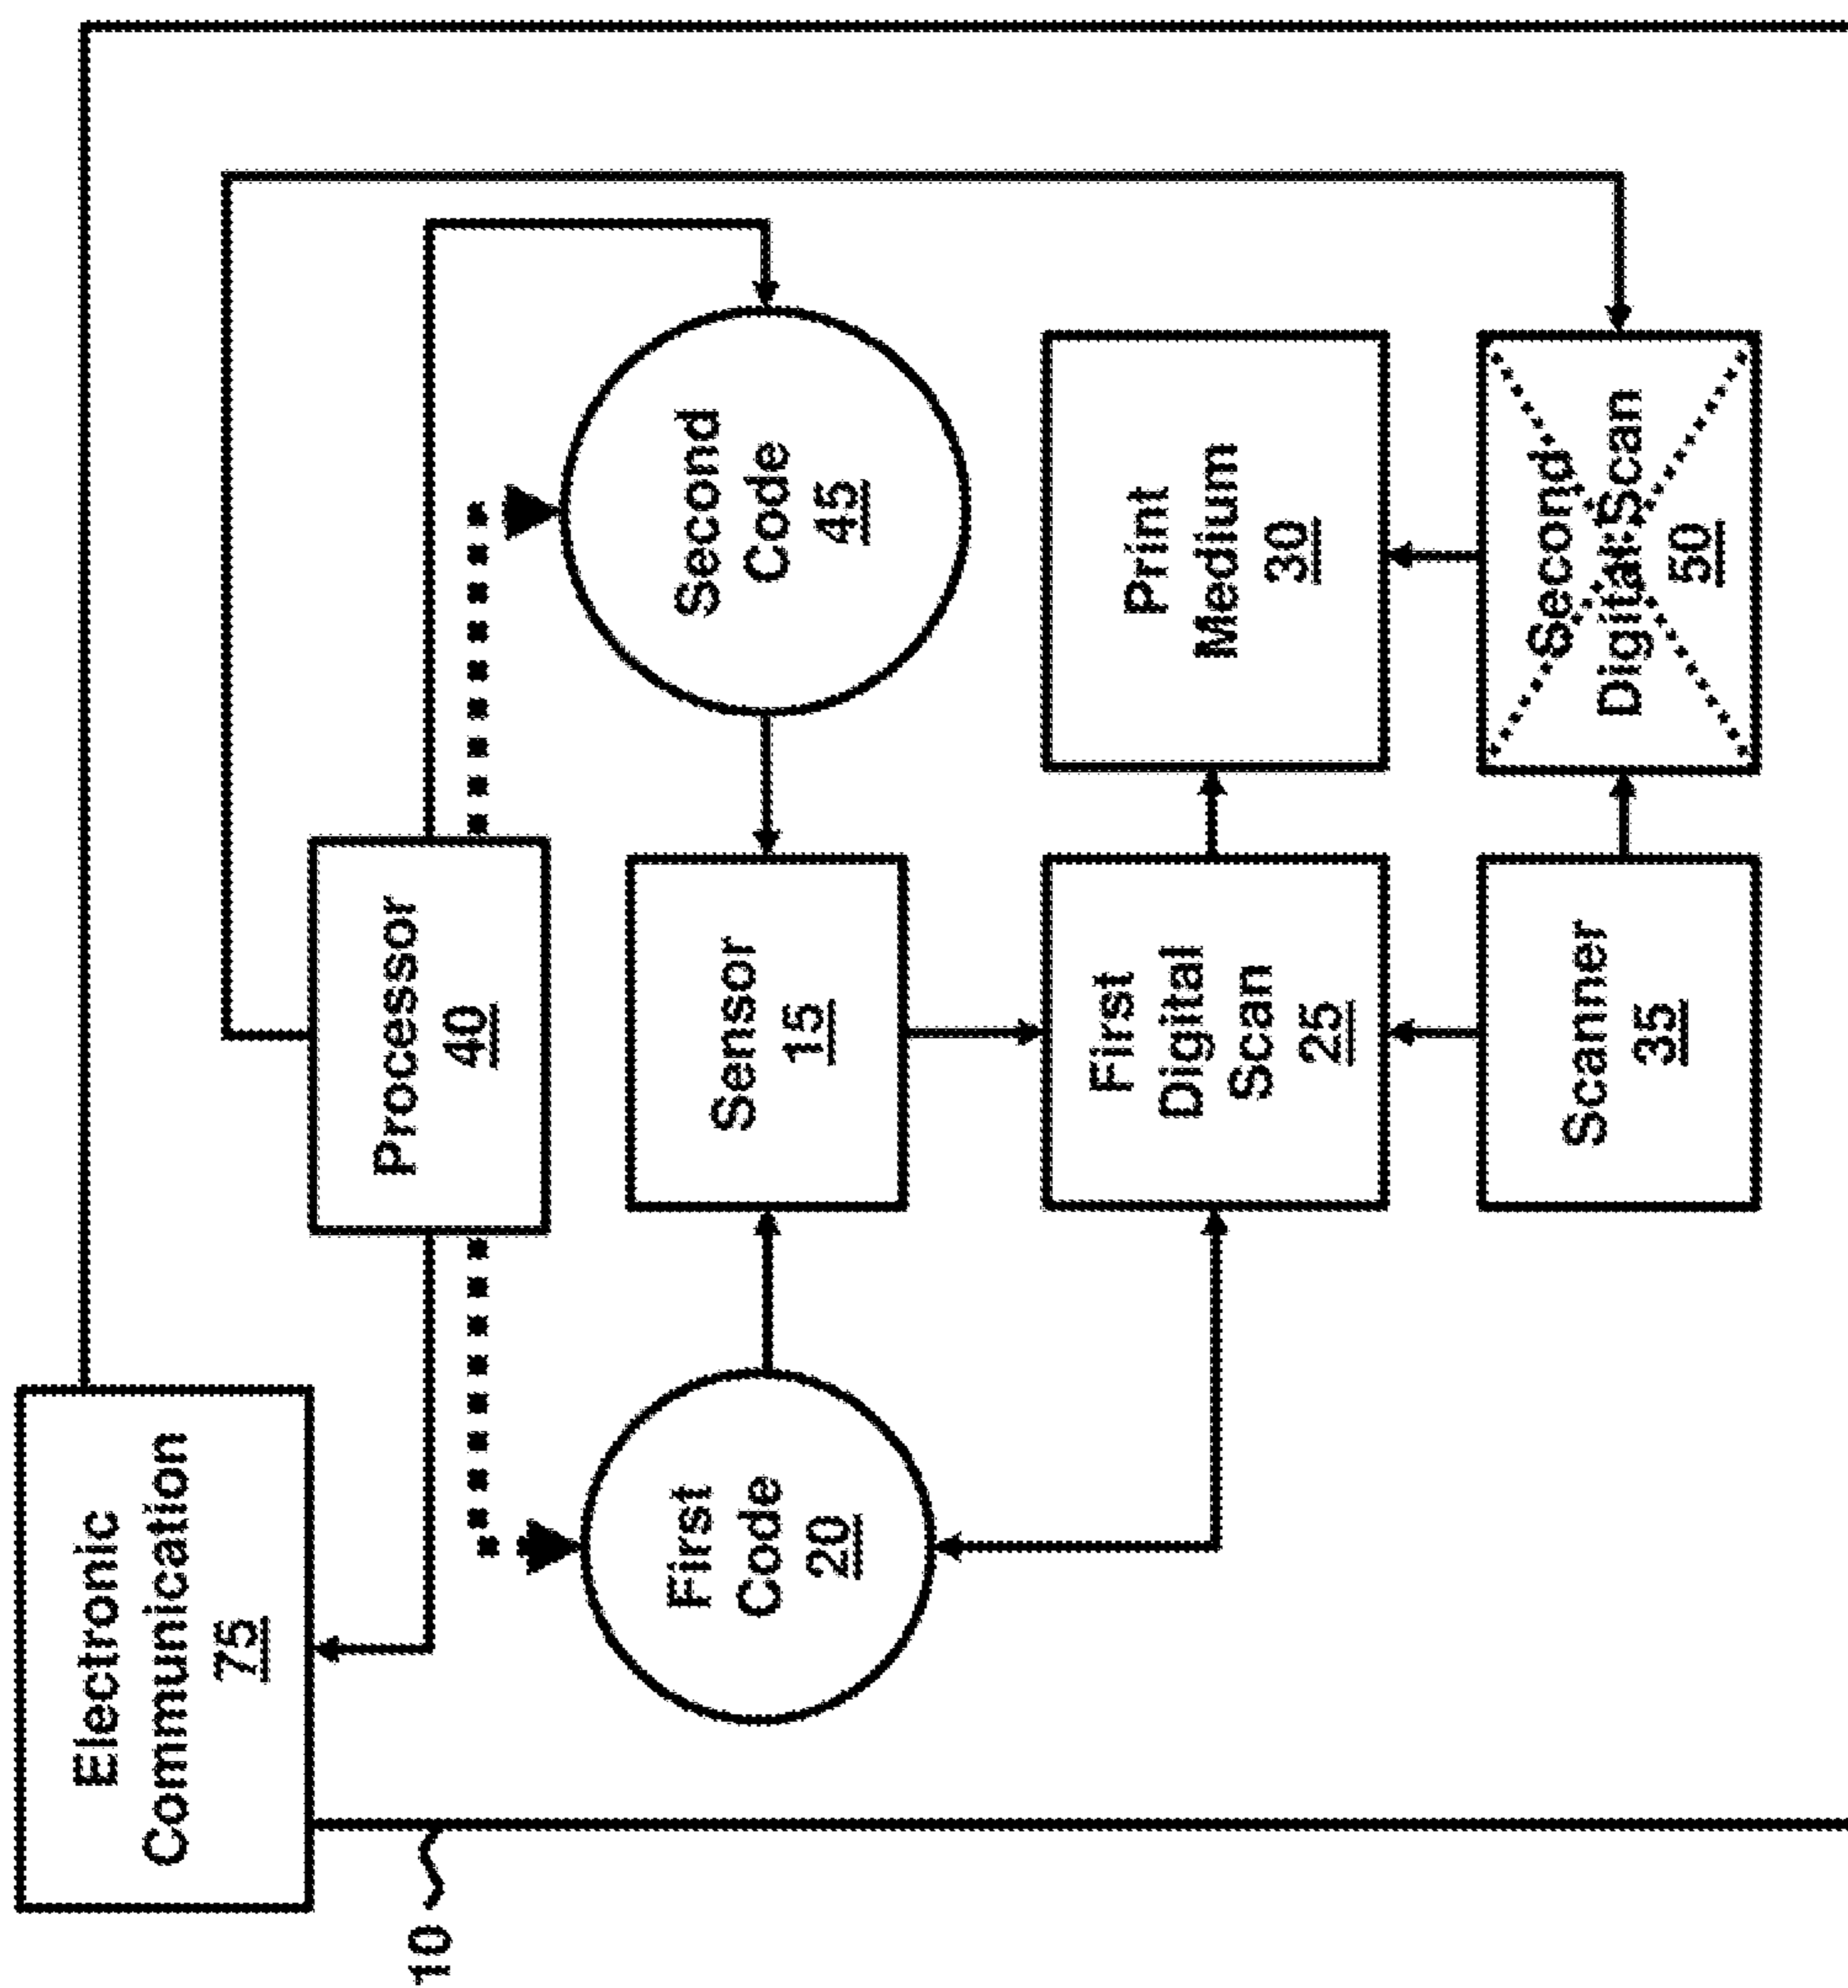 Electronic
Communication
75
10
Processor
40
First
Code
20
Sensor
15
Second
Code
45
First
Digital
Scan
25
Print
Medium
30
Scanner
35
Second
Digital Scan
50